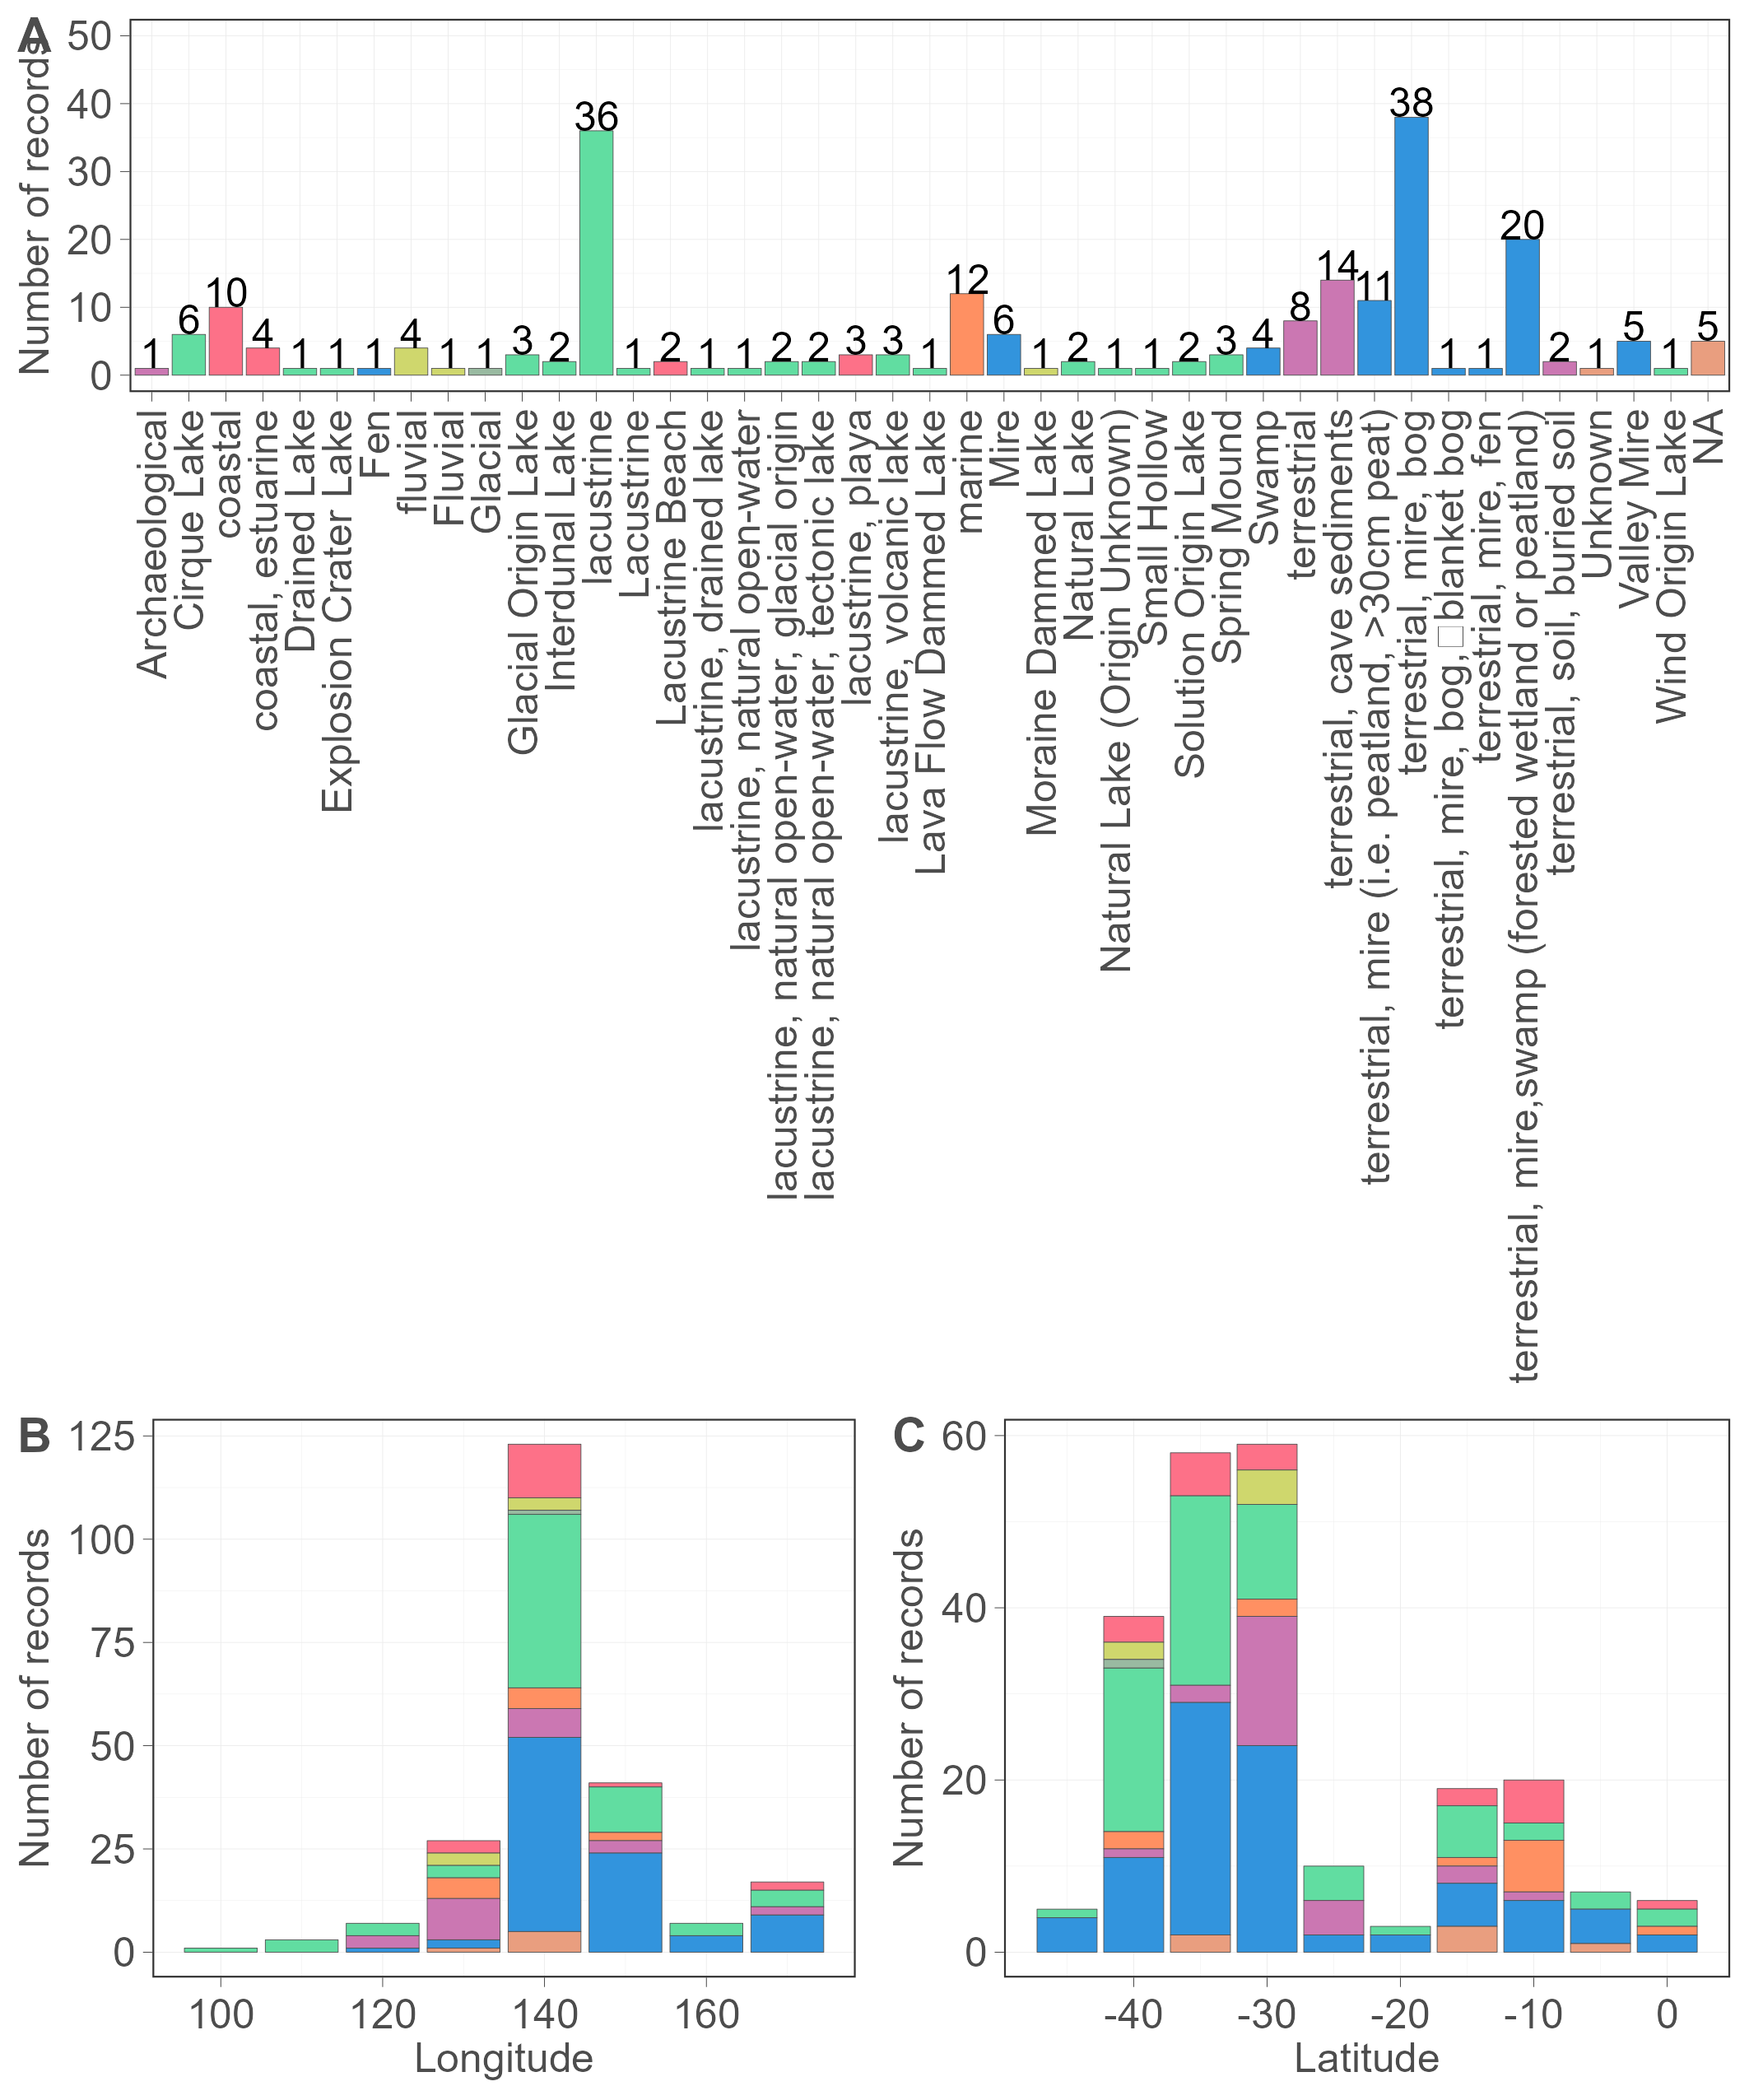 A
Number of records
50
40
30
20
10
0
1
6
10
4
1
1
1
4
1
1
3
2
36
1
2
1
1
2
2
3
3
1
12
6
1
2
1
1
2
3
4
8
14
11
38
1
1
20
2
1
5
1
5
Archaeological
Cirque Lake
coastal
coastal, estuarine
Drained Lake
Explosion Crater Lake
Fen
fluvial
Fluvial
Glacial
Glacial Origin Lake
Interdunal Lake
lacustrine
Lacustrine
Lacustrine Beach
lacustrine, drained lake
lacustrine, natural open-water
lacustrine, natural open-water, glacial origin
lacustrine, natural open-water, tectonic lake
lacustrine, playa
lacustrine, volcanic lake
Lava Flow Dammed Lake
marine
Mire
Moraine Dammed Lake
Natural Lake
Natural Lake (Origin Unknown)
Small Hollow
Solution Origin Lake
Spring Mound
Swamp
terrestrial
terrestrial, cave sediments
terrestrial, mire (i.e. peatland, >30cm peat)
terrestrial, mire, bog
terrestrial, mire, bog,□blanket bog
terrestrial, mire, fen
terrestrial, mire,swamp (forested wetland or peatland)
terrestrial, soil, buried soil
Unknown
Valley Mire
Wind Origin Lake
NA
B
Number of records
125
100
75
50
25
0
100
120
140
160
Longitude
C
Number of records
60
40
20
0
-40
-30
-20
-10
0
Latitude